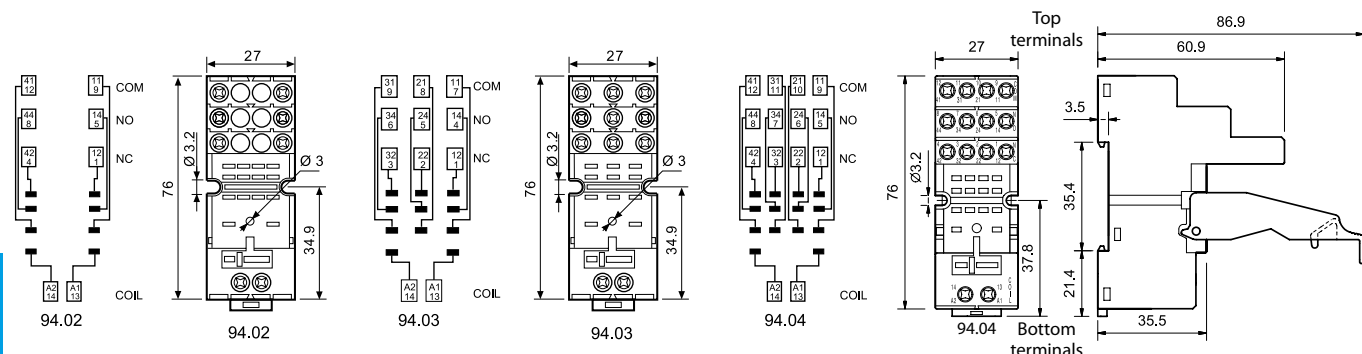 41
12
11
9
COM
44
8
14
5
NO
42
4
12
1
NC
A2
14
A1
13
COIL
94.02
27
Ø 3.2
76
Ø 3
34.9
94.02
31
9
21
8
11
7
COM
34
6
24
5
14
4
NO
32
3
22
2
12
1
NC
A2
14
A1
13
COIL
94.03
27
Ø 3.2
76
Ø 3
34.9
94.03
41
12
31
11
21
10
11
9
COM
44
8
34
7
24
6
14
5
NO
42
4
32
3
22
2
12
1
NC
A2
14
A1
13
COIL
94.04
27
Ø3.2
76
37.8
14
A2
13
A1
COIL
94.04
Top
terminals
86.9
60.9
3.5
35.4
21.4
35.5
Bottom
terminals